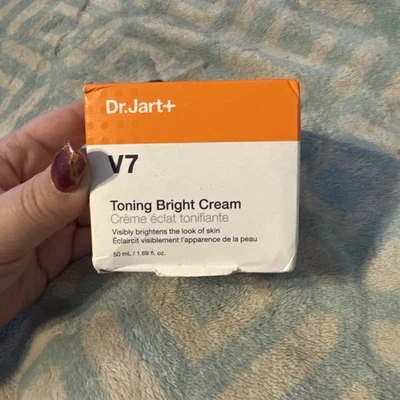 Dr.Jart+
V7
Toning Bright Cream
Crème éclat tonifiante
Visibly brightens the look of skin
Éclaircit visiblement l'apparence de la peau
50 mL / 1.69 fl. oz.